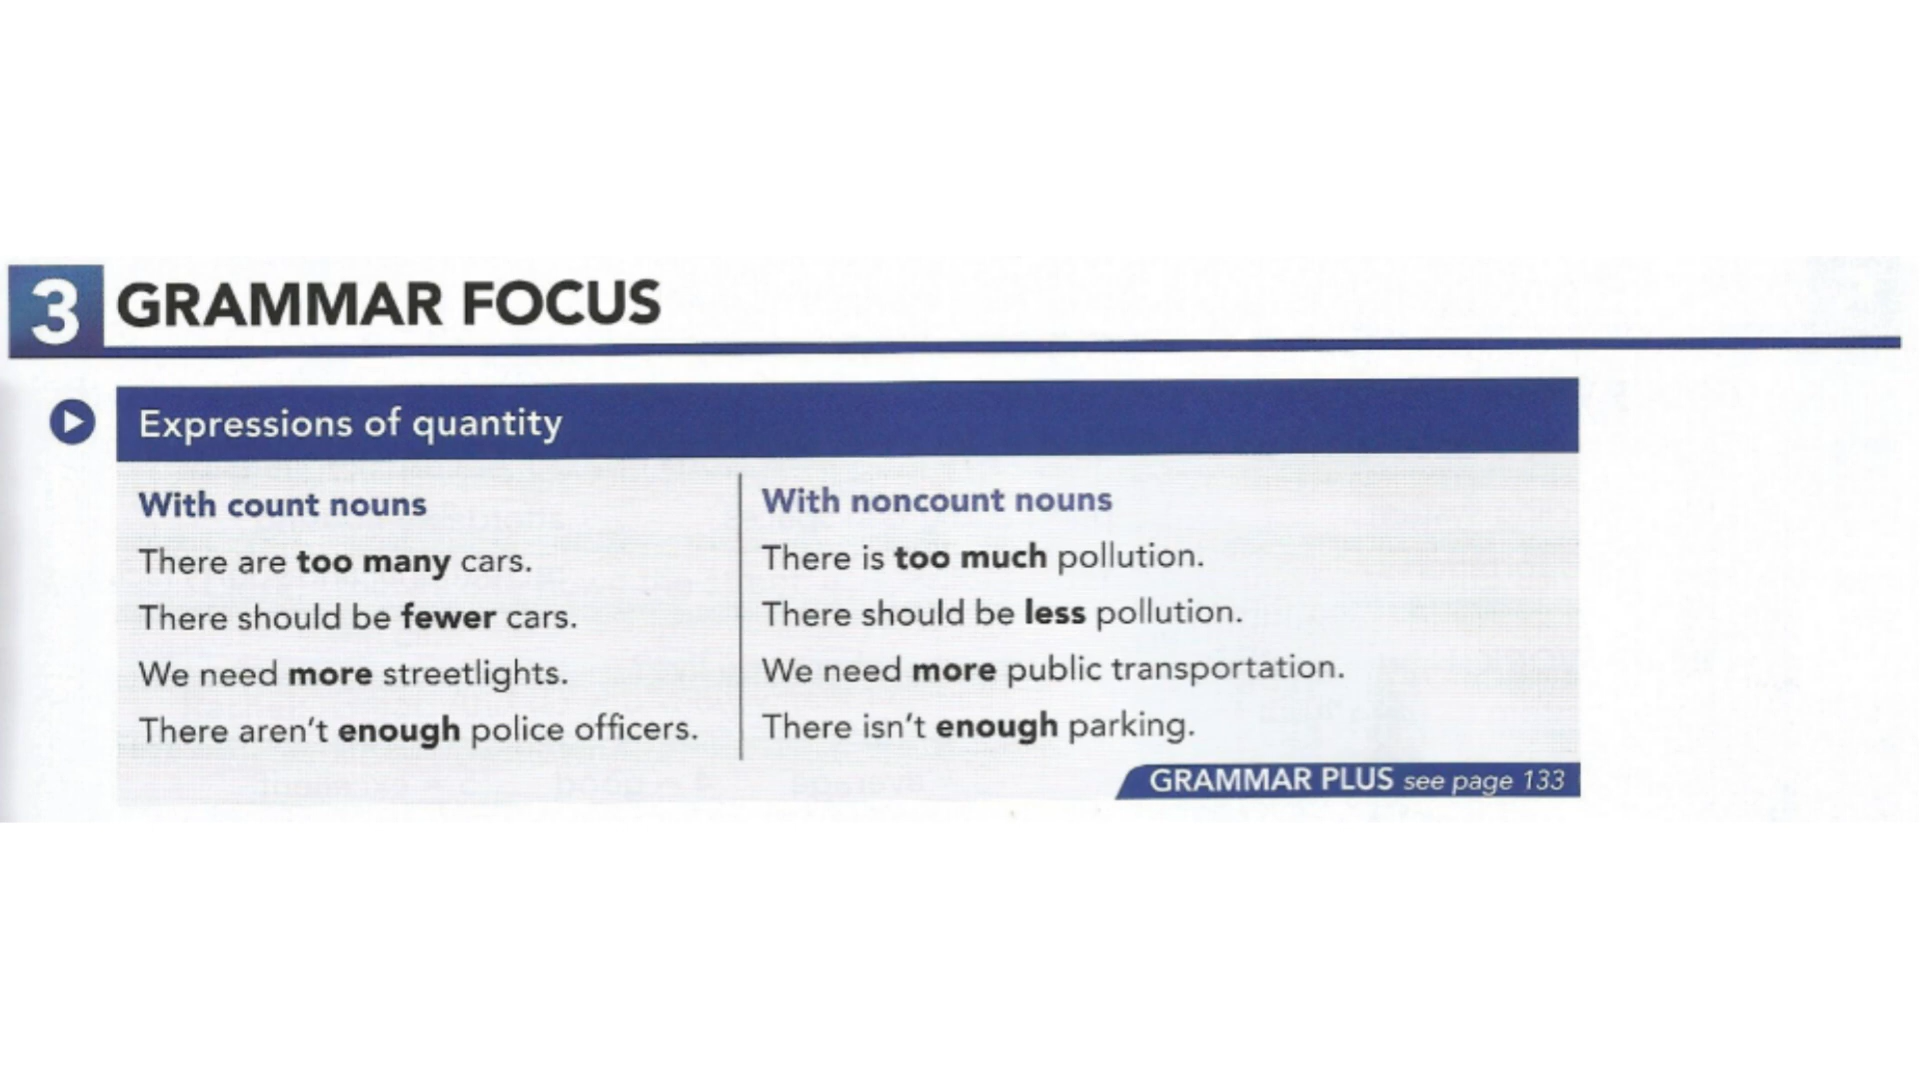 3 GRAMMAR FOCUS
Expressions of quantity
With count nouns
There are too many cars.
There should be fewer cars.
We need more streetlights.
There aren't enough police officers.
With noncount nouns
There is too much pollution.
There should be less pollution.
We need more public transportation.
There isn't enough parking.
GRAMMAR PLUS see page 133